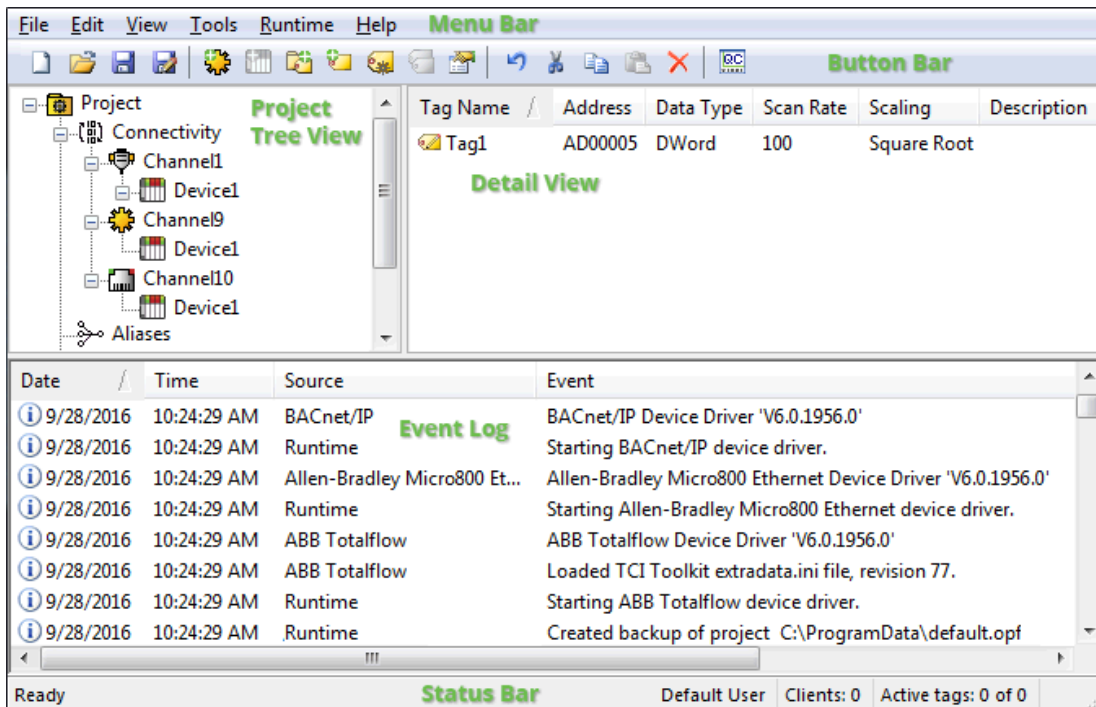 File Edit View Tools Runtime Help Menu Bar
QC Button Bar
Project
Connectivity
Channel1
Device1
Channel9
Device1
Channel10
Device1
Aliases
Project
Tree View
Tag Name Address Data Type Scan Rate Scaling Description
Tag1 AD00005 DWord 100 Square Root
Detail View
Date Time Source Event
9/28/2016 10:24:29 AM BACnet/IP BACnet/IP Device Driver 'V6.0.1956.0'
Event Log
9/28/2016 10:24:29 AM Runtime Starting BACnet/IP device driver.
9/28/2016 10:24:29 AM Allen-Bradley Micro800 Et... Allen-Bradley Micro800 Ethernet Device Driver 'V6.0.1956.0'
9/28/2016 10:24:29 AM Runtime Starting Allen-Bradley Micro800 Ethernet device driver.
9/28/2016 10:24:29 AM ABB Totalflow ABB Totalflow Device Driver 'V6.0.1956.0'
9/28/2016 10:24:29 AM ABB Totalflow Loaded TCI Toolkit extradata.ini file, revision 77.
9/28/2016 10:24:29 AM Runtime Starting ABB Totalflow device driver.
9/28/2016 10:24:29 AM Runtime Created backup of project C:\ProgramData\default.opf
Ready Status Bar Default User Clients: 0 Active tags: 0 of 0